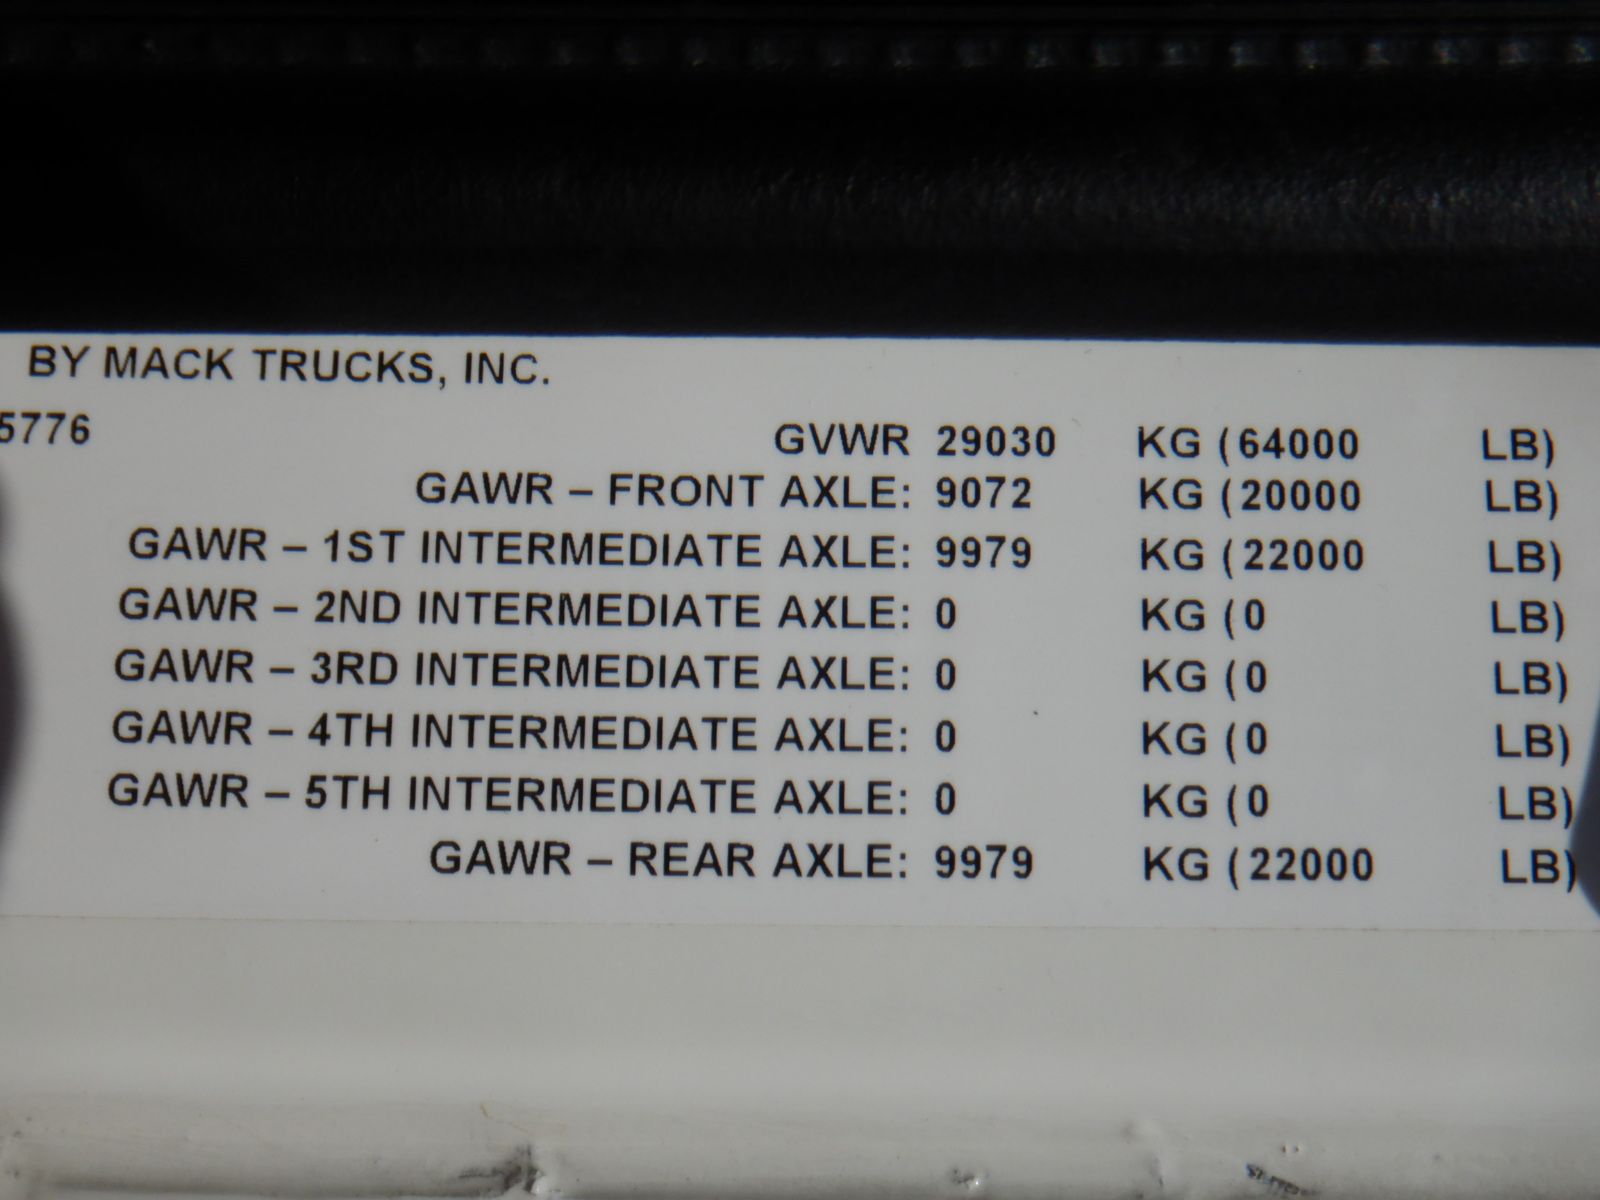 BY MACK TRUCKS, INC.
5776
GVWR 29030 KG (64000 LB)
GAWR – FRONT AXLE: 9072 KG (20000 LB)
GAWR – 1ST INTERMEDIATE AXLE: 9979 KG (22000 LB)
GAWR – 2ND INTERMEDIATE AXLE: 0 KG (0 LB)
GAWR – 3RD INTERMEDIATE AXLE: 0 KG (0 LB)
GAWR – 4TH INTERMEDIATE AXLE: 0 KG (0 LB)
GAWR – 5TH INTERMEDIATE AXLE: 0 KG (0 LB)
GAWR – REAR AXLE: 9979 KG (22000 LB)